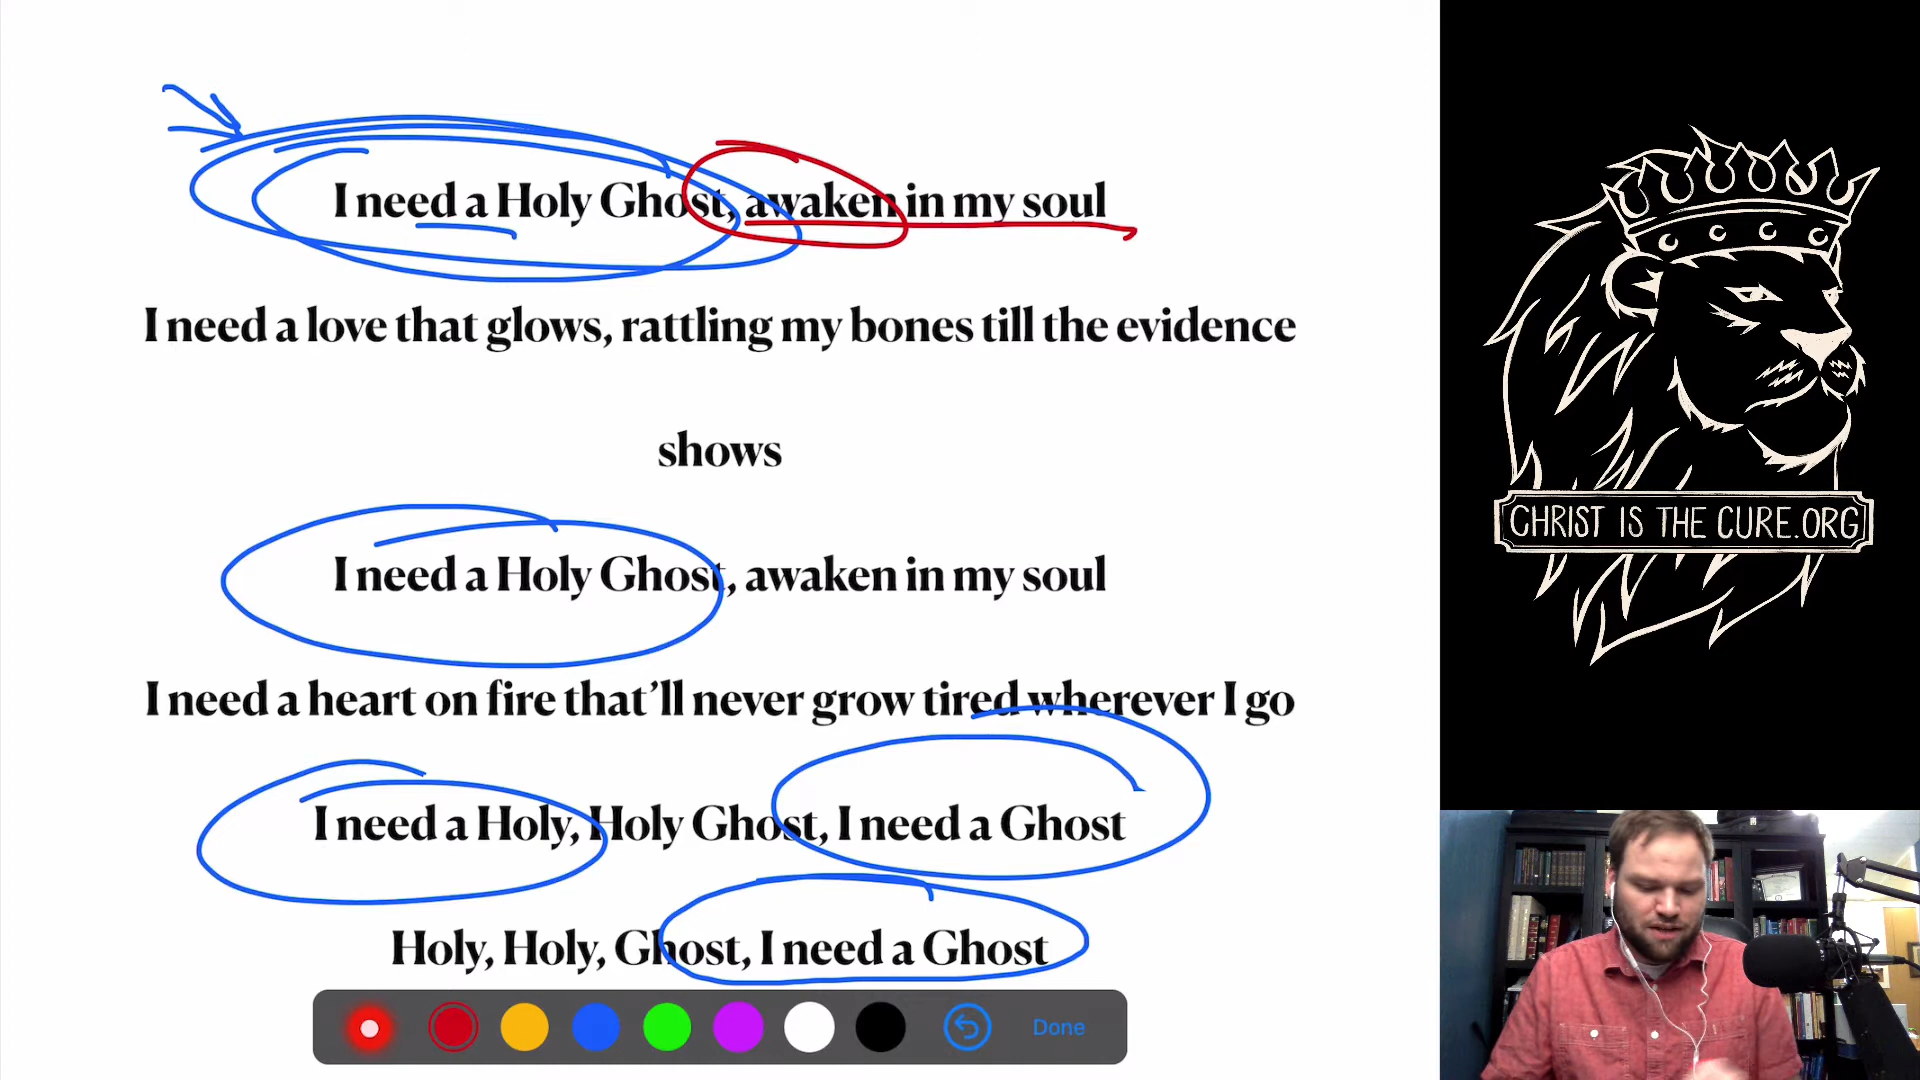 I need a Holy Ghost, awaken in my soul
I need a love that glows, rattling my bones till the evidence
shows
I need a Holy Ghost, awaken in my soul
I need a heart on fire that'll never grow tired wherever I go
I need a Holy, Holy Ghost, I need a Ghost
Holy, Holy, Ghost, I need a Ghost
Done
CHRIST IS THE CURE.ORG